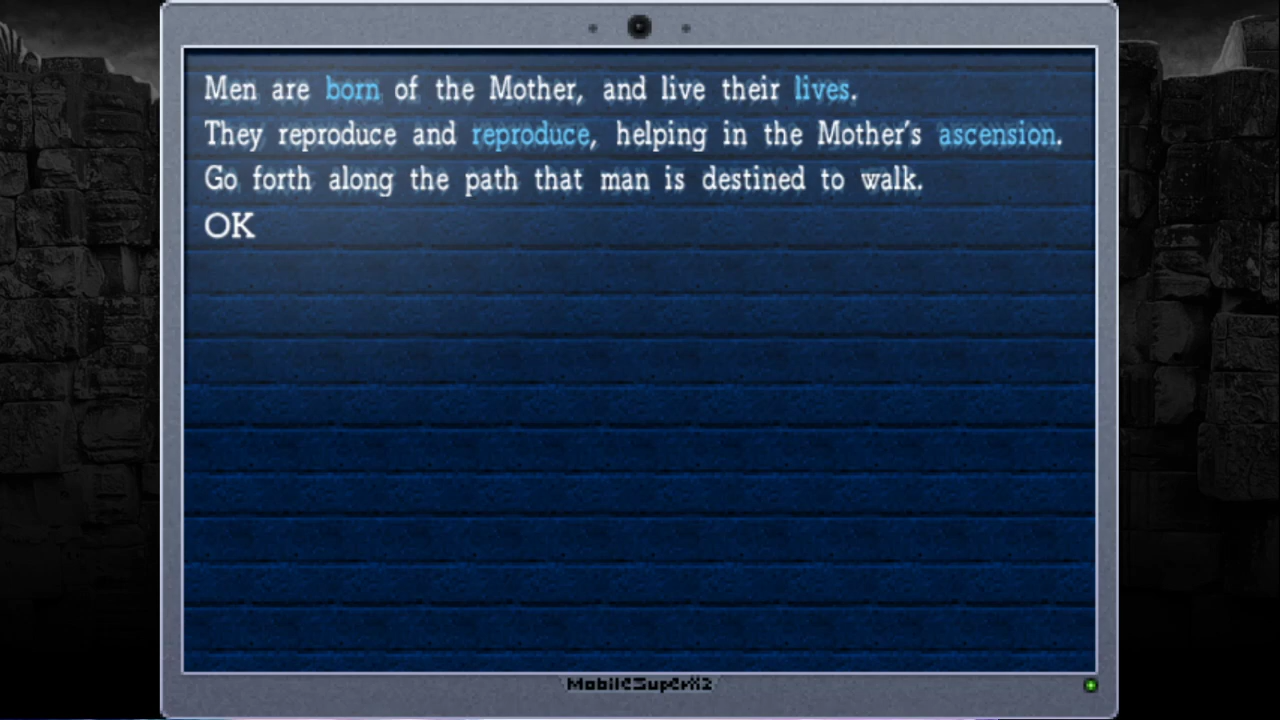 Men are born of the Mother, and live their lives.
They reproduce and reproduce, helping in the Mother's ascension.
Go forth along the path that man is destined to walk.
OK
MobileSuperX2